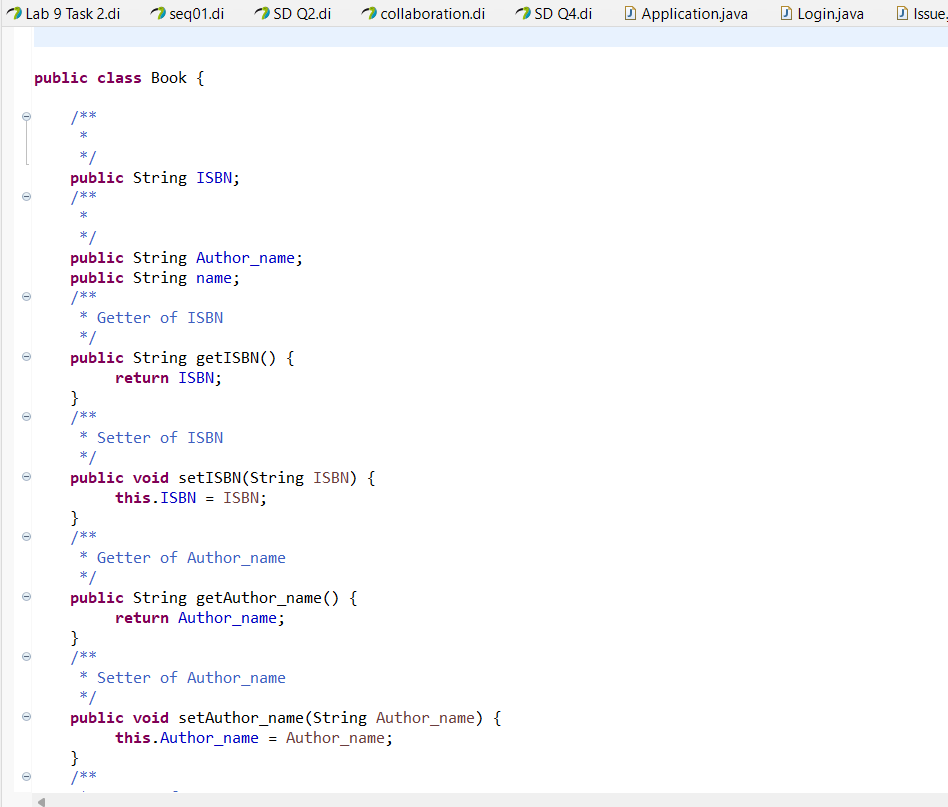 Lab 9 Task 2.di seq01.di SD Q2.di collaboration.di SD Q4.di Application.java Login.java Issue
public class Book {
/**
*
*/
public String ISBN;
/**
*
*/
public String Author_name;
public String name;
/**
* Getter of ISBN
*/
public String getISBN() {
return ISBN;
}
/**
* Setter of ISBN
*/
public void setISBN(String ISBN) {
this.ISBN = ISBN;
}
/**
* Getter of Author_name
*/
public String getAuthor_name() {
return Author_name;
}
/**
* Setter of Author_name
*/
public void setAuthor_name(String Author_name) {
this.Author_name = Author_name;
}
/**